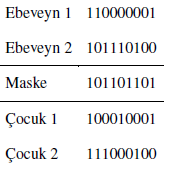 Ebeveyn 1 110000001
Ebeveyn 2 101110100
Maske 101101101
Çocuk 1 100010001
Çocuk 2 111000100